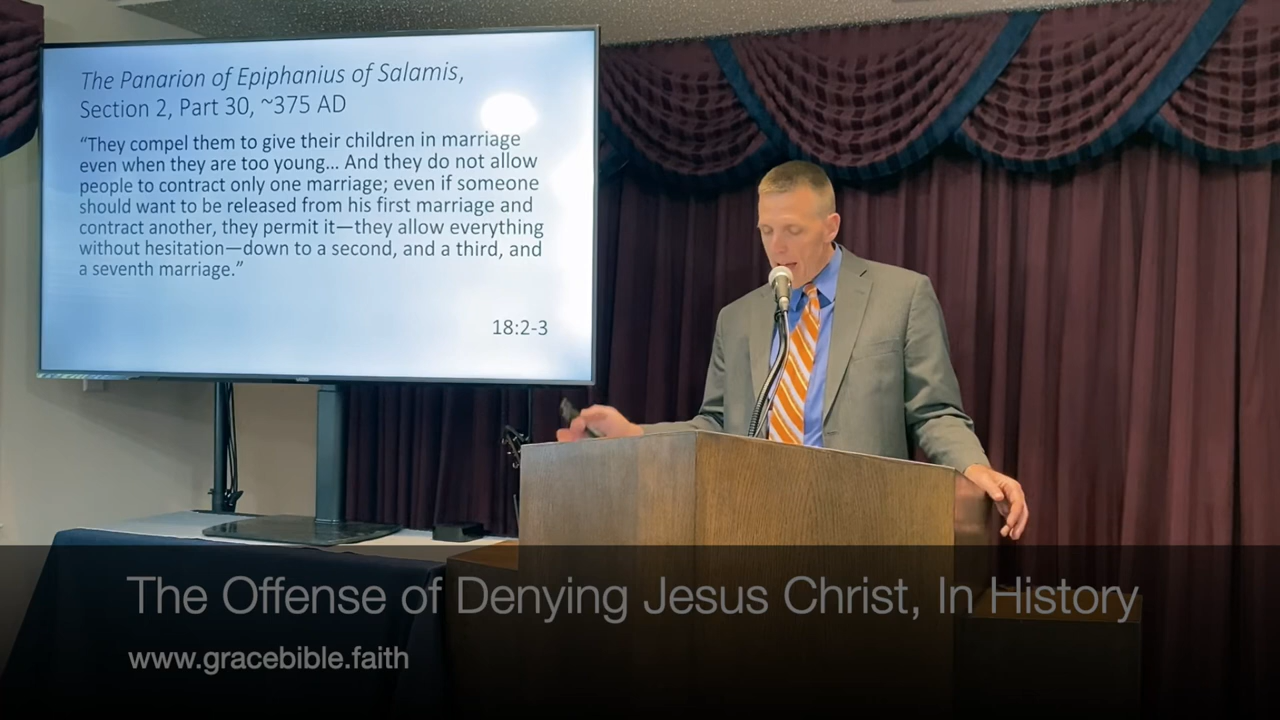 The Panarion of Epiphanius of Salamis,
Section 2, Part 30, ~375 AD
“They compel them to give their children in marriage
even when they are too young… And they do not allow
people to contract only one marriage; even if someone
should want to be released from his first marriage and
contract another, they permit it—they allow everything
without hesitation—down to a second, and a third, and
a seventh marriage.”
18:2-3
The Offense of Denying Jesus Christ, In History
www.gracebible.faith